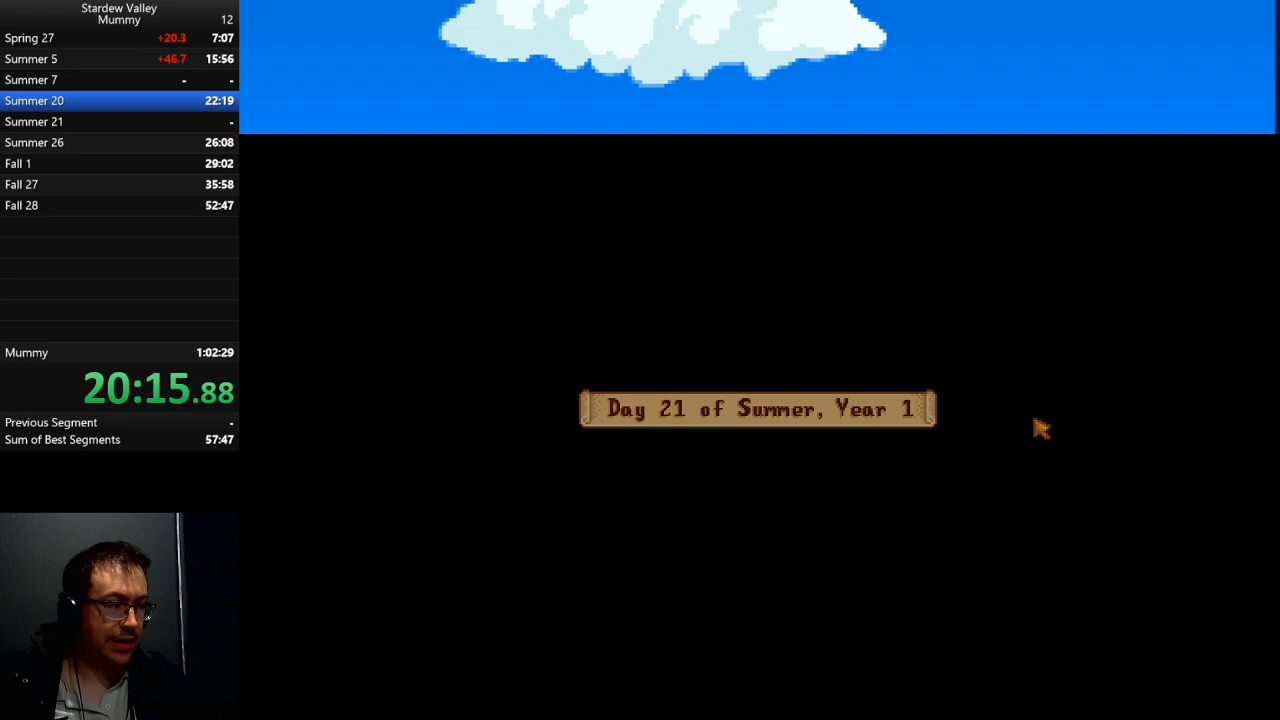 Stardew Valley
Mummy 12
Spring 27 +20.3 7:07
Summer 5 +46.7 15:56
Summer 7 - -
Summer 20 22:19
Summer 21 -
Summer 26 26:08
Fall 1 29:02
Fall 27 35:58
Fall 28 52:47
Mummy 1:02:29
20:15.88
Previous Segment -
Sum of Best Segments 57:47
Day 21 of Summer, Year 1